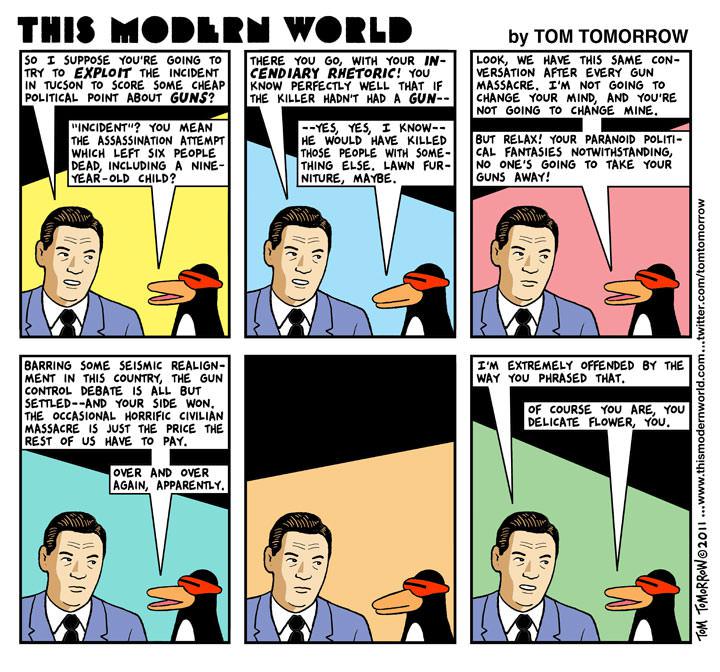 THIS MODERN WORLD
by TOM TOMORROW
SO I SUPPOSE YOU'RE GOING TO
TRY TO EXPLOIT THE INCIDENT
IN TUCSON TO SCORE SOME CHEAP
POLITICAL POINT ABOUT GUNS?
"INCIDENT"? YOU MEAN
THE ASSASSINATION ATTEMPT
WHICH LEFT SIX PEOPLE
DEAD, INCLUDING A NINE-
YEAR-OLD CHILD?
THERE YOU GO, WITH YOUR IN-
CENDIARY RHETORIC! YOU
KNOW PERFECTLY WELL THAT IF
THE KILLER HADN'T HAD A GUN--
--YES, YES, I KNOW--
HE WOULD HAVE KILLED
THOSE PEOPLE WITH SOME-
THING ELSE. LAWN FUR-
NITURE, MAYBE.
LOOK, WE HAVE THIS SAME CON-
VERSATION AFTER EVERY GUN
MASSACRE. I'M NOT GOING TO
CHANGE YOUR MIND, AND YOU'RE
NOT GOING TO CHANGE MINE.
BUT RELAX! YOUR PARANOID POLITI-
CAL FANTASIES NOTWITHSTANDING,
NO ONE'S GOING TO TAKE YOUR
GUNS AWAY!
BARRING SOME SEISMIC REALIGN-
MENT IN THIS COUNTRY, THE GUN
CONTROL DEBATE IS ALL BUT
SETTLED--AND YOUR SIDE WON.
THE OCCASIONAL HORRIFIC CIVILIAN
MASSACRE IS JUST THE PRICE THE
REST OF US HAVE TO PAY.
OVER AND OVER
AGAIN, APPARENTLY.
I'M EXTREMELY OFFENDED BY THE
WAY YOU PHRASED THAT.
OF COURSE YOU ARE, YOU
DELICATE FLOWER, YOU.
TOM TOMORROW©2011 ...www.thismodernworld.com...twitter.com/tomtomorrow